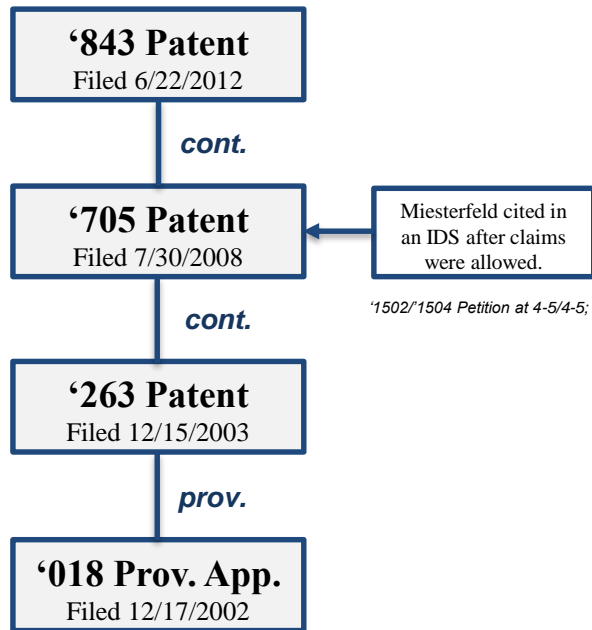 ‘843 Patent
Filed 6/22/2012
cont.
‘705 Patent
Filed 7/30/2008
Miesterfeld cited in
an IDS after claims
were allowed.
‘1502/’1504 Petition at 4-5/4-5;
cont.
‘263 Patent
Filed 12/15/2003
prov.
‘018 Prov. App.
Filed 12/17/2002